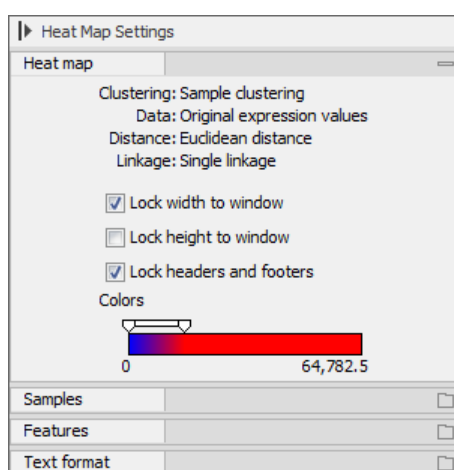 Heat Map Settings
Heat map
Clustering: Sample clustering
Data: Original expression values
Distance: Euclidean distance
Linkage: Single linkage
Lock width to window
Lock height to window
Lock headers and footers
Colors
0 64,782.5
Samples
Features
Text format